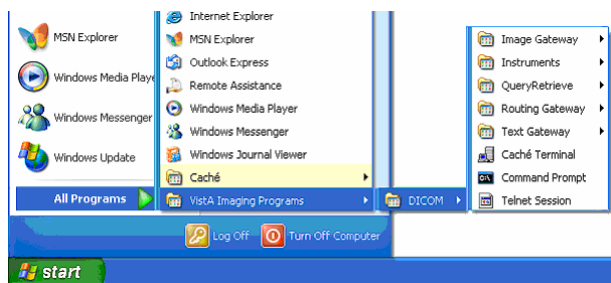 MSN Explorer
Windows Media Playe
Windows Messenger
Windows Update
All Programs
Internet Explorer
MSN Explorer
Outlook Express
Remote Assistance
Windows Media Player
Windows Messenger
Windows Journal Viewer
Caché
VistA Imaging Programs
DICOM
Image Gateway
Instruments
QueryRetrieve
Routing Gateway
Text Gateway
Caché Terminal
Command Prompt
Telnet Session
Log Off
Turn Off Computer
start